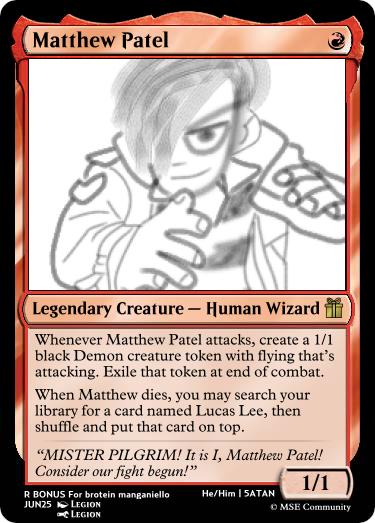 Matthew Patel
Legendary Creature — Human Wizard
Whenever Matthew Patel attacks, create a 1/1
black Demon creature token with flying that's
attacking. Exile that token at end of combat.
When Matthew dies, you may search your
library for a card named Lucas Lee, then
shuffle and put that card on top.
“MISTER PILGRIM! It is I, Matthew Patel!
Consider our fight begun!”
1/1
R BONUS For brotein manganiello
He/Him | 5ATAN
JUN25 Legion
Legion
© MSE Community